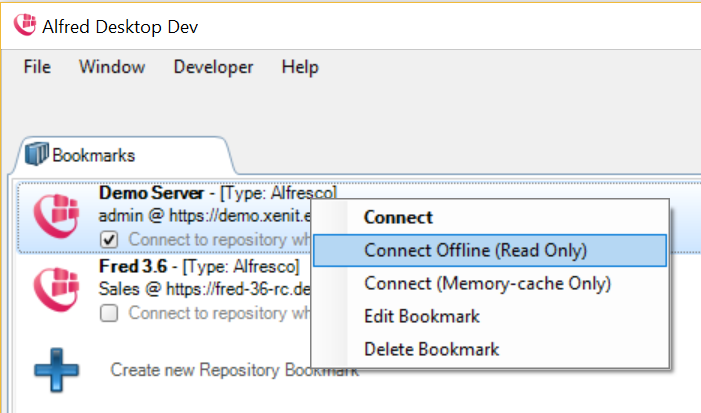 Alfred Desktop Dev
File Window Developer Help
Bookmarks
Demo Server - [Type: Alfresco]
admin @ https://demo.xenit.e
Connect to repository wh
Fred 3.6 - [Type: Alfresco]
Sales @ https://fred-36-rc.de
Connect to repository wh
Create new Repository Bookmark
Connect
Connect Offline (Read Only)
Connect (Memory-cache Only)
Edit Bookmark
Delete Bookmark